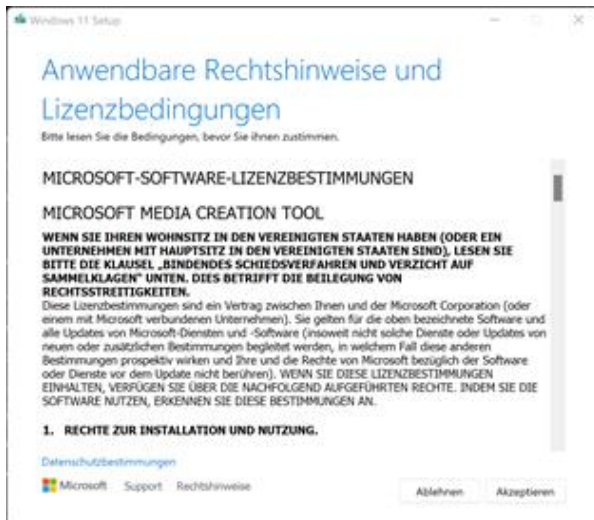 Windows 11 Setup
Anwendbare Rechtshinweise und
Lizenzbedingungen
Bitte lesen Sie die Bedingungen, bevor Sie ihnen zustimmen.
MICROSOFT-SOFTWARE-LIZENZBESTIMMUNGEN
MICROSOFT MEDIA CREATION TOOL
WENN SIE IHREN WOHNSITZ IN DEN VEREINIGTEN STAATEN HABEN (ODER EIN
UNTERNEHMEN MIT HAUPTSITZ IN DEN VEREINIGTEN STAATEN SIND), LESEN SIE
BITTE DIE KLAUSEL „BINDENDES SCHIEDSVERFAHREN UND VERZICHT AUF
SAMMELKLAGEN“ UNTEN. DIES BETRIFFT DIE BEILEGUNG VON
RECHTSSTREITIGKEITEN.
Diese Lizenzbestimmungen sind ein Vertrag zwischen Ihnen und der Microsoft Corporation (oder
einem mit Microsoft verbundenen Unternehmen). Sie gelten für die oben bezeichnete Software und
alle Updates von Microsoft-Diensten und -Software (insoweit nicht solche Dienste oder Updates von
neuen oder zusätzlichen Bestimmungen begleitet werden, in welchem Fall diese anderen
Bestimmungen prospektiv wirken und Ihre und die Rechte von Microsoft bezüglich der Software
oder Dienste vor dem Update nicht berühren). WENN SIE DIESE LIZENZBESTIMMUNGEN
EINHALTEN, VERFÜGEN SIE ÜBER DIE NACHFOLGEND AUFGEFÜHRTEN RECHTE. INDEM SIE DIE
SOFTWARE NUTZEN, ERKENNEN SIE DIESE BESTIMMUNGEN AN.
1. RECHTE ZUR INSTALLATION UND NUTZUNG.
Datenschutzbestimmungen
Microsoft Support Rechtshinweise Ablehnen Akzeptieren